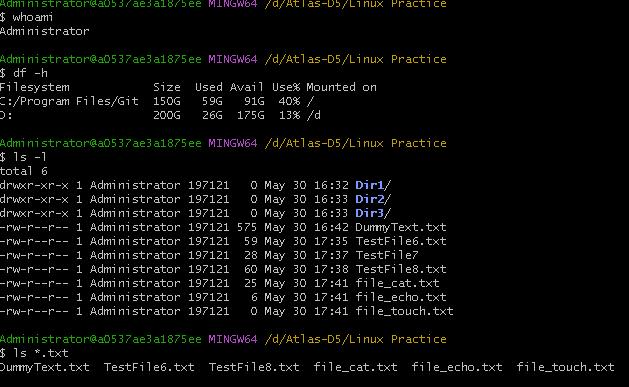 Administrator@a0537ae3a1875ee MINGW64 /d/Atlas-D5/Linux Practice
$ whoami
Administrator
Administrator@a0537ae3a1875ee MINGW64 /d/Atlas-D5/Linux Practice
$ df -h
Filesystem            Size  Used Avail Use% Mounted on
C:/Program Files/Git  150G   59G   91G  40% /
D:                    200G   26G  175G  13% /d
Administrator@a0537ae3a1875ee MINGW64 /d/Atlas-D5/Linux Practice
$ ls -l
total 6
drwxr-xr-x 1 Administrator 197121   0 May 30 16:32 Dir1/
drwxr-xr-x 1 Administrator 197121   0 May 30 16:33 Dir2/
drwxr-xr-x 1 Administrator 197121   0 May 30 16:33 Dir3/
-rw-r--r-- 1 Administrator 197121 575 May 30 16:42 DummyText.txt
-rw-r--r-- 1 Administrator 197121  59 May 30 17:35 TestFile6.txt
-rw-r--r-- 1 Administrator 197121  28 May 30 17:37 TestFile7
-rw-r--r-- 1 Administrator 197121  60 May 30 17:38 TestFile8.txt
-rw-r--r-- 1 Administrator 197121  25 May 30 17:41 file_cat.txt
-rw-r--r-- 1 Administrator 197121   6 May 30 17:41 file_echo.txt
-rw-r--r-- 1 Administrator 197121   0 May 30 17:41 file_touch.txt
Administrator@a0537ae3a1875ee MINGW64 /d/Atlas-D5/Linux Practice
$ ls *.txt
DummyText.txt  TestFile6.txt  TestFile8.txt  file_cat.txt  file_echo.txt  file_touch.txt